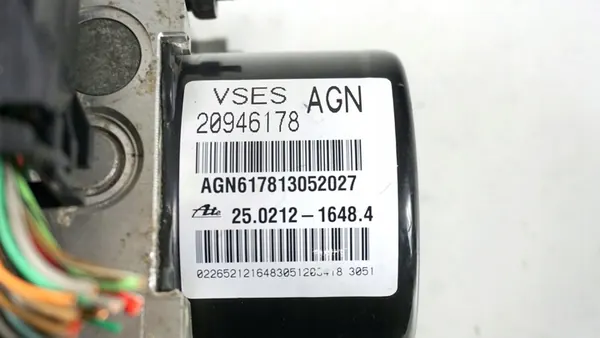 VSES AGN
20946178
AGN617813052027
Ate 25.0212-1648.4